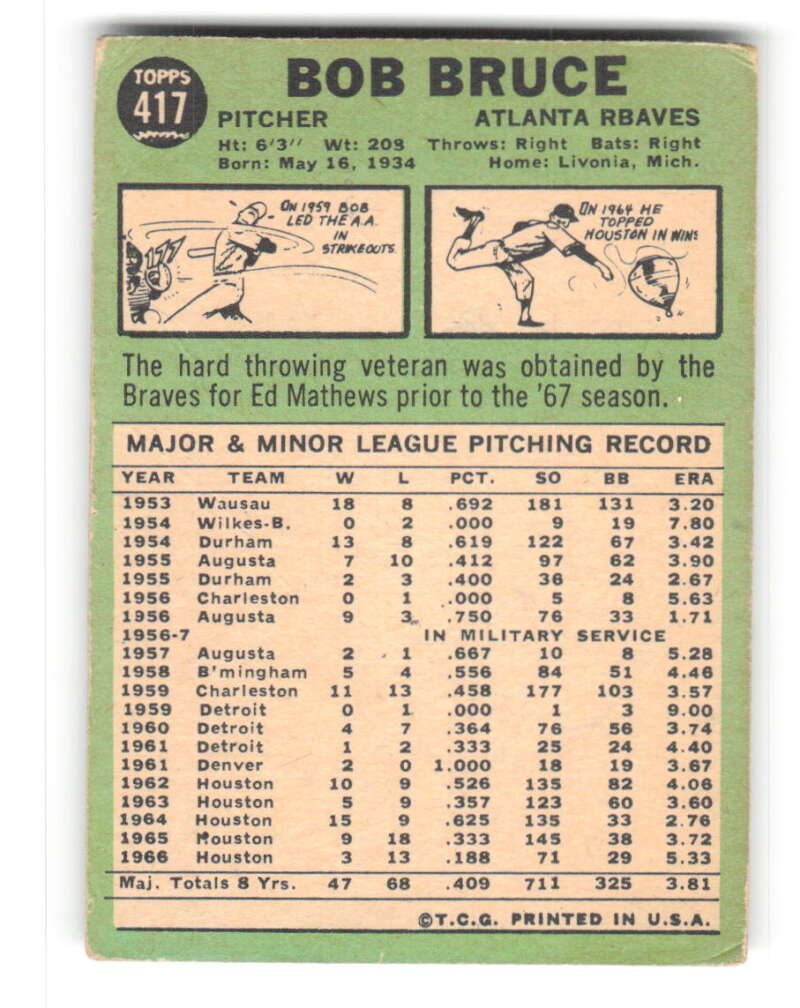 TOPPS
417
BOB BRUCE
PITCHER ATLANTA RBAVES
Ht: 6'3" Wt: 208 Throws: Right Bats: Right
Born: May 16, 1934 Home: Livonia, Mich.
ON 1959 BOB
LED THE A.A.
IN
STRIKEOUTS.
177
ON 1964 HE
TOPPED
HOUSTON IN WINS
The hard throwing veteran was obtained by the
Braves for Ed Mathews prior to the '67 season.
MAJOR & MINOR LEAGUE PITCHING RECORD
YEAR TEAM W L PCT. SO BB ERA
1953 Wausau 18 8 .692 181 131 3.20
1954 Wilkes-B. 0 2 .000 9 19 7.80
1954 Durham 13 8 .619 122 67 3.42
1955 Augusta 7 10 .412 97 62 3.90
1955 Durham 2 3 .400 36 24 2.67
1956 Charleston 0 1 .000 5 8 5.63
1956 Augusta 9 3 .750 76 33 1.71
1956-7 IN MILITARY SERVICE
1957 Augusta 2 1 .667 10 8 5.28
1958 B'mingham 5 4 .556 84 51 4.46
1959 Charleston 11 13 .458 177 103 3.57
1959 Detroit 0 1 .000 1 3 9.00
1960 Detroit 4 7 .364 76 56 3.74
1961 Detroit 1 2 .333 25 24 4.40
1961 Denver 2 0 1.000 18 19 3.67
1962 Houston 10 9 .526 135 82 4.06
1963 Houston 5 9 .357 123 60 3.60
1964 Houston 15 9 .625 135 33 2.76
1965 Houston 9 18 .333 145 38 3.72
1966 Houston 3 13 .188 71 29 5.33
Maj. Totals 8 Yrs. 47 68 .409 711 325 3.81
©T.C.G. PRINTED IN U.S.A.